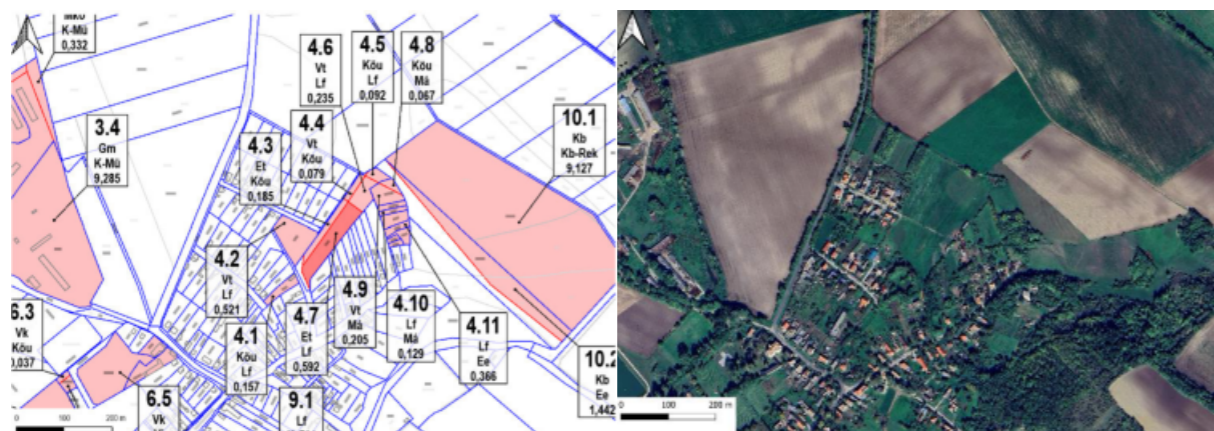 Mkb
K-Mü
0,332
3.4
Gm
K-Mü
9,285
4.6
Vt
Lf
0,235
4.5
Köu
Lf
0,092
4.8
Köu
Má
0,067
4.4
Vt
Köu
0,079
4.3
Et
Köu
0,185
10.1
Kb
Kb-Rek
9,127
4.2
Vt
Lf
0,521
4.1
Köu
Lf
0,157
4.7
Et
Lf
0,592
4.9
Vt
Má
0,205
4.10
Lf
Má
0,129
4.11
Lf
Ee
0,366
10.2
Kb
Ee
1,442
6.3
Vk
Köu
0,037
6.5
Vk
9.1
Lf
0 100 200 m
0 100 200 m